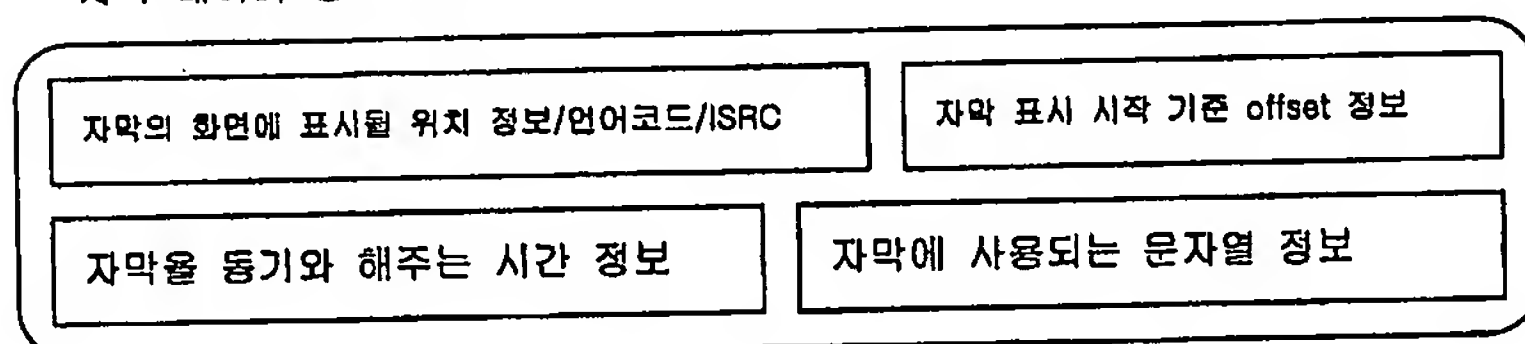 자막의 화면에 표시될 위치 정보/언어코드/ISRC
자막 표시 시작 기준 offset 정보
자막을 동기와 해주는 시간 정보
자막에 사용되는 문자열 정보